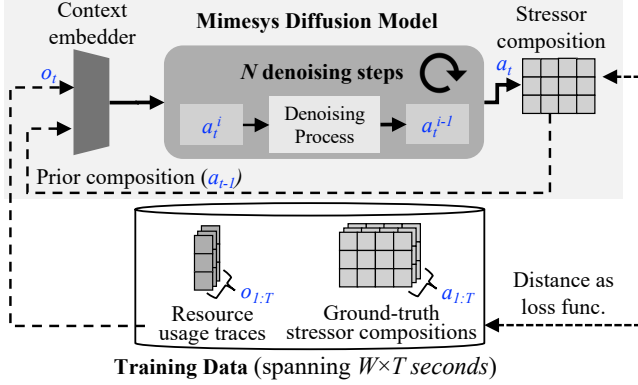 Context
embedder
Mimesys Diffusion Model
Stressor
composition
N denoising steps
o_t
a_t
a_t^i
Denoising
Process
a_t^{i-1}
Prior composition (a_{t-1})
o_{1:T}
a_{1:T}
Resource
usage traces
Ground-truth
stressor compositions
Distance as
loss func.
Training Data (spanning W×T seconds)